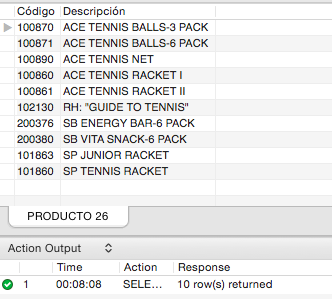 Código Descripción
100870 ACE TENNIS BALLS-3 PACK
100871 ACE TENNIS BALLS-6 PACK
100890 ACE TENNIS NET
100860 ACE TENNIS RACKET I
100861 ACE TENNIS RACKET II
102130 RH: "GUIDE TO TENNIS"
200376 SB ENERGY BAR-6 PACK
200380 SB VITA SNACK-6 PACK
101863 SP JUNIOR RACKET
101860 SP TENNIS RACKET
PRODUCTO 26
Action Output
Time Action Response
1 00:08:08 SELE... 10 row(s) returned